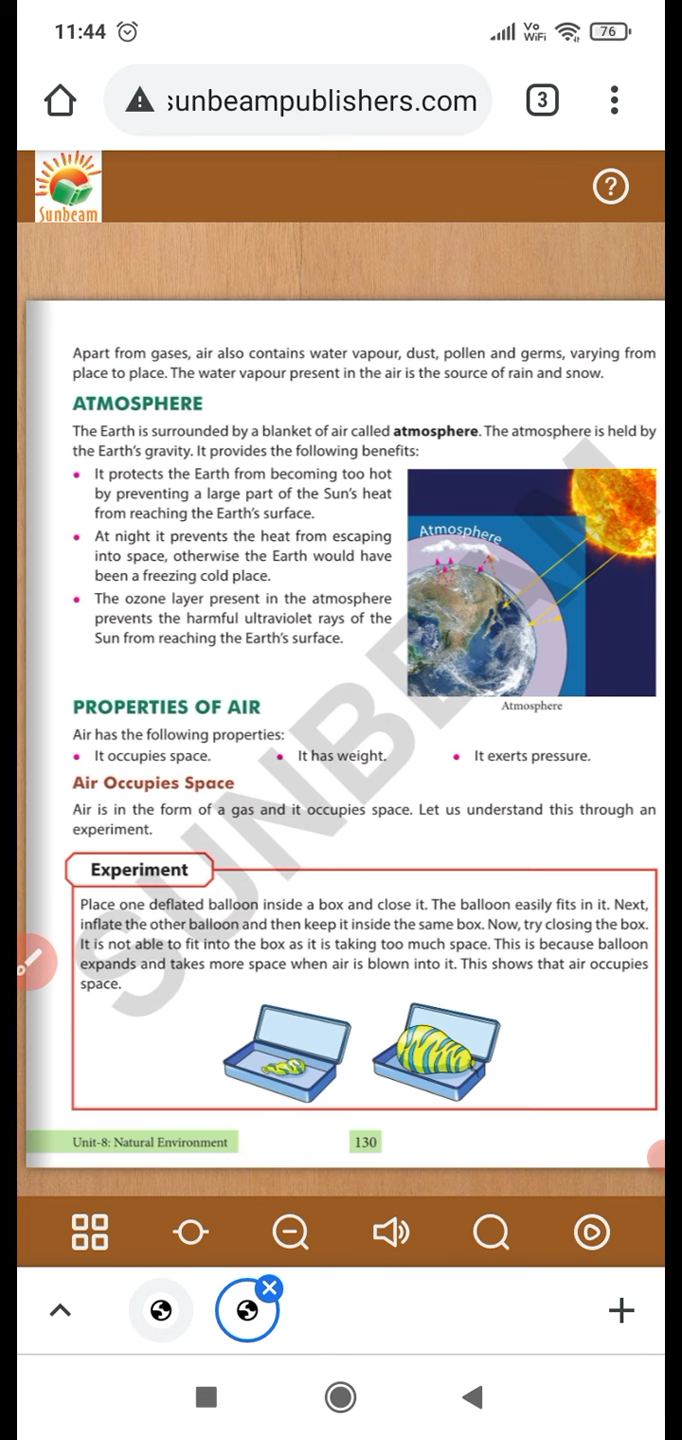 11:44
Vo
WiFi
76
sunbeampublishers.com
3
Sunbeam
?
Apart from gases, air also contains water vapour, dust, pollen and germs, varying from
place to place. The water vapour present in the air is the source of rain and snow.
ATMOSPHERE
The Earth is surrounded by a blanket of air called atmosphere. The atmosphere is held by
the Earth's gravity. It provides the following benefits:
• It protects the Earth from becoming too hot
by preventing a large part of the Sun's heat
from reaching the Earth's surface.
• At night it prevents the heat from escaping
into space, otherwise the Earth would have
been a freezing cold place.
• The ozone layer present in the atmosphere
prevents the harmful ultraviolet rays of the
Sun from reaching the Earth's surface.
Atmosphere
Atmosphere
PROPERTIES OF AIR
Air has the following properties:
• It occupies space. • It has weight. • It exerts pressure.
Air Occupies Space
Air is in the form of a gas and it occupies space. Let us understand this through an
experiment.
Experiment
Place one deflated balloon inside a box and close it. The balloon easily fits in it. Next,
inflate the other balloon and then keep it inside the same box. Now, try closing the box.
It is not able to fit into the box as it is taking too much space. This is because balloon
expands and takes more space when air is blown into it. This shows that air occupies
space.
SUNBEAM
Unit-8: Natural Environment 130